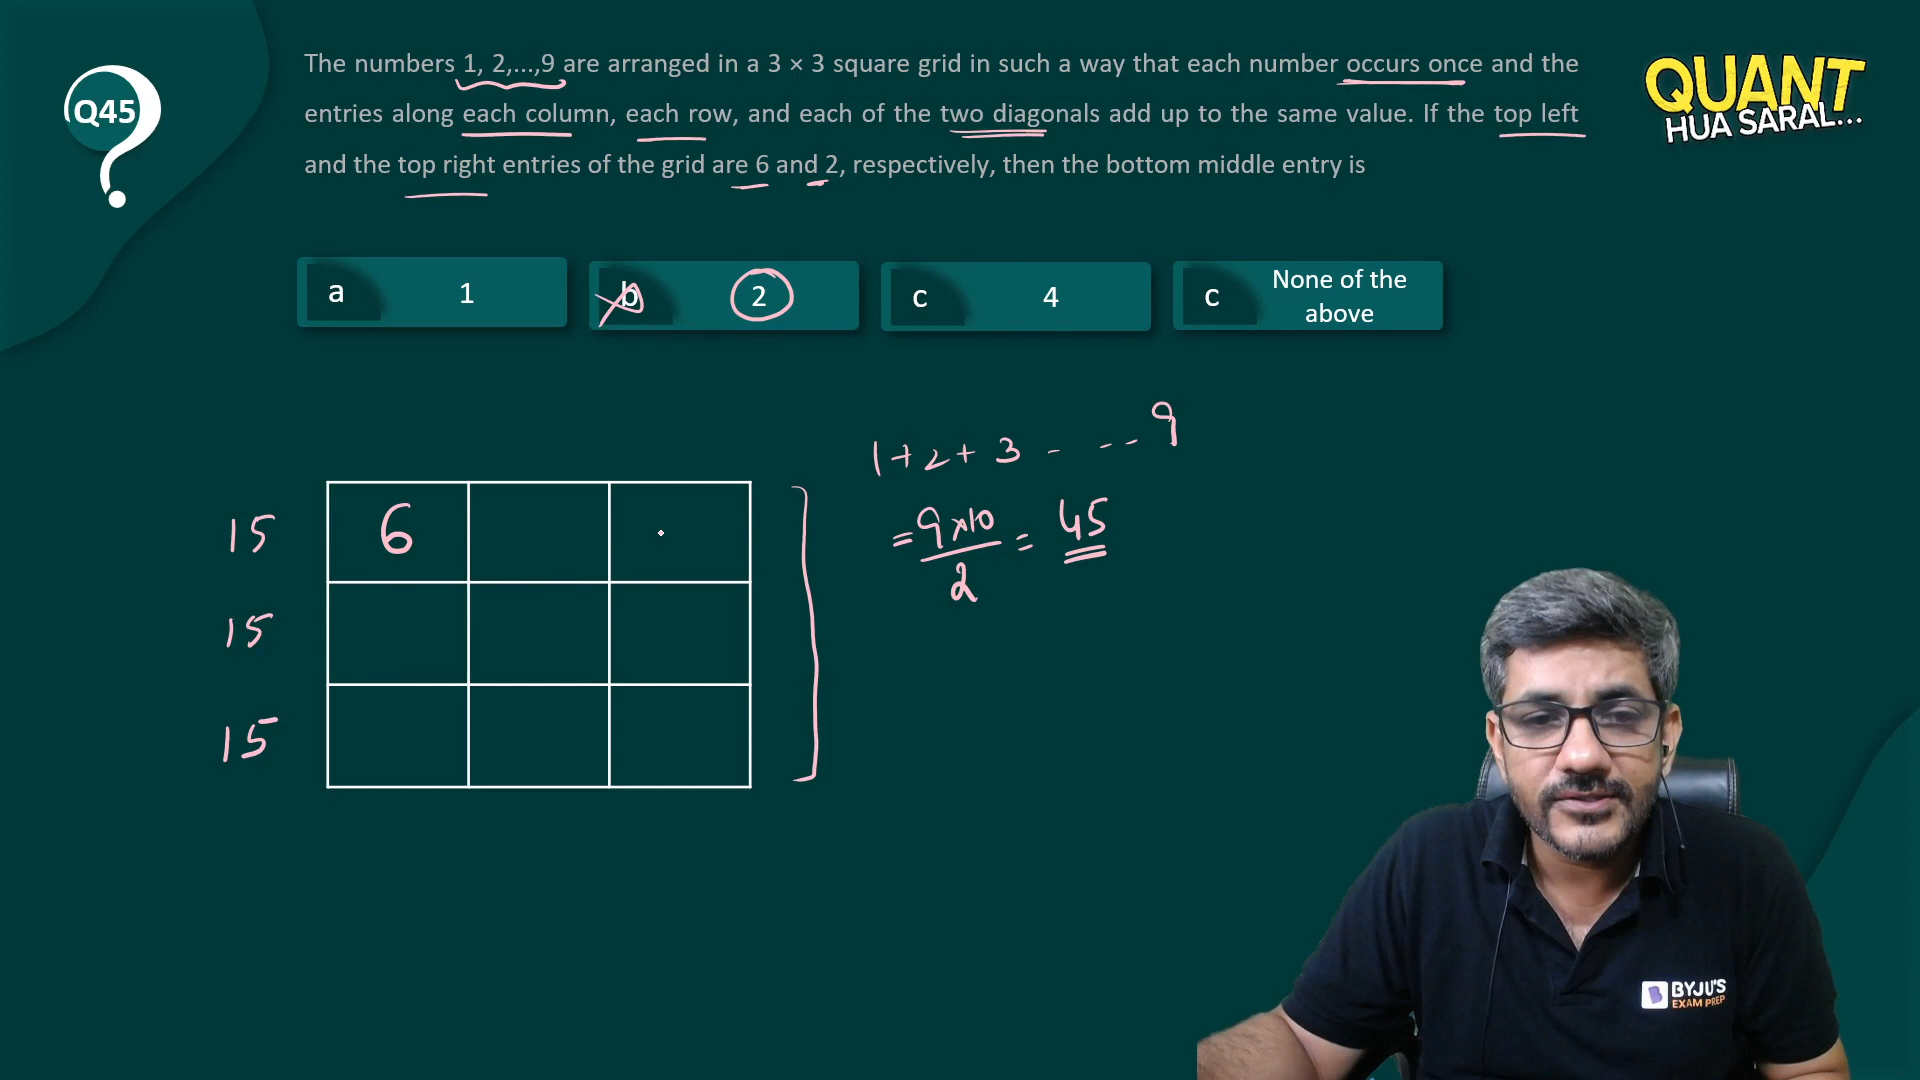 Q45
The numbers 1, 2,...,9 are arranged in a 3 × 3 square grid in such a way that each number occurs once and the
entries along each column, each row, and each of the two diagonals add up to the same value. If the top left
and the top right entries of the grid are 6 and 2, respectively, then the bottom middle entry is
QUANT
HUA SARAL...
a 1
b 2
c 4
c None of the
above
1+2+3 - - - - 9
= 9×10 / 2 = 45
15 6
15
15
BYJU'S
EXAM PREP